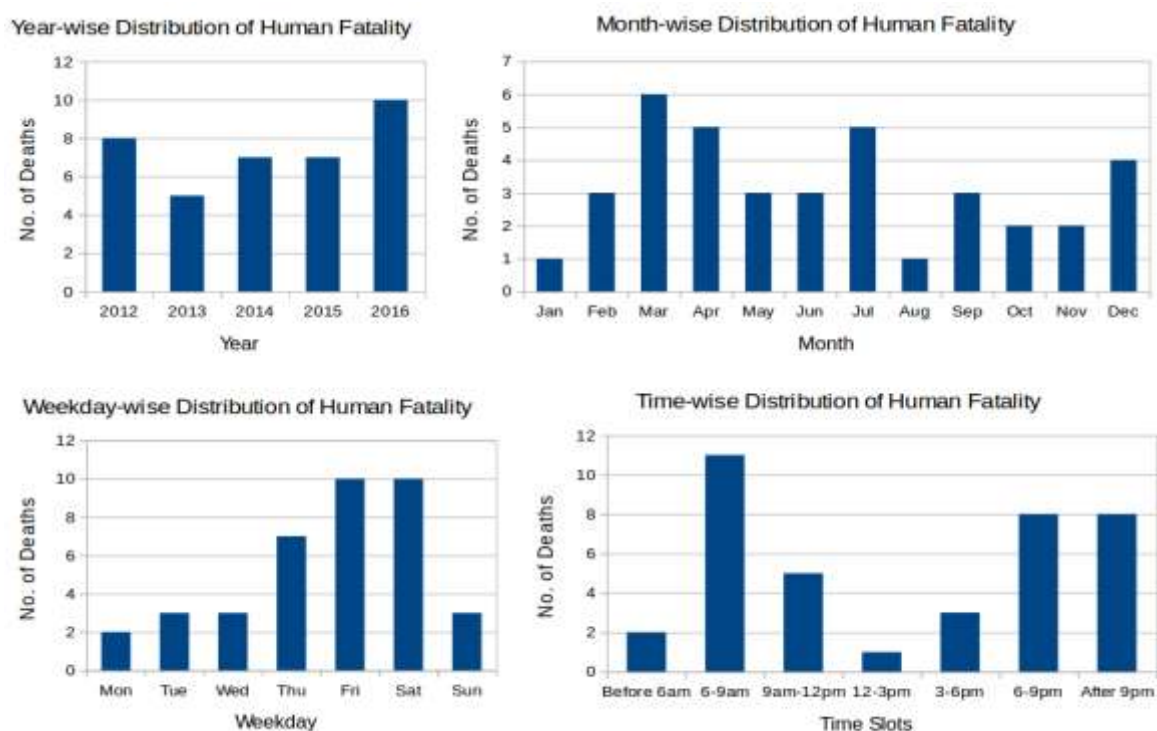 Year-wise Distribution of Human Fatality
12
10
8
6
4
2
0
No. of Deaths
2012 2013 2014 2015 2016
Year
Month-wise Distribution of Human Fatality
7
6
5
4
3
2
1
0
No. of Deaths
Jan Feb Mar Apr May Jun Jul Aug Sep Oct Nov Dec
Month
Weekday-wise Distribution of Human Fatality
12
10
8
6
4
2
0
No. of Deaths
Mon Tue Wed Thu Fri Sat Sun
Weekday
Time-wise Distribution of Human Fatality
12
10
8
6
4
2
0
No. of Deaths
Before 6am 6-9am 9am-12pm 12-3pm 3-6pm 6-9pm After 9pm
Time Slots